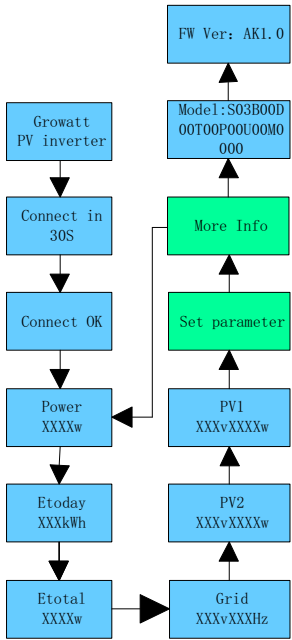 FW Ver: AK1.0
Model:S03B00D
00T00P00U00M0
000
Growatt
PV inverter
Connect in
30S
More Info
Connect OK
Set parameter
Power
XXXXw
PV1
XXXvXXXXw
Etoday
XXXkWh
PV2
XXXvXXXXw
Etotal
XXXXw
Grid
XXXvXXXHz